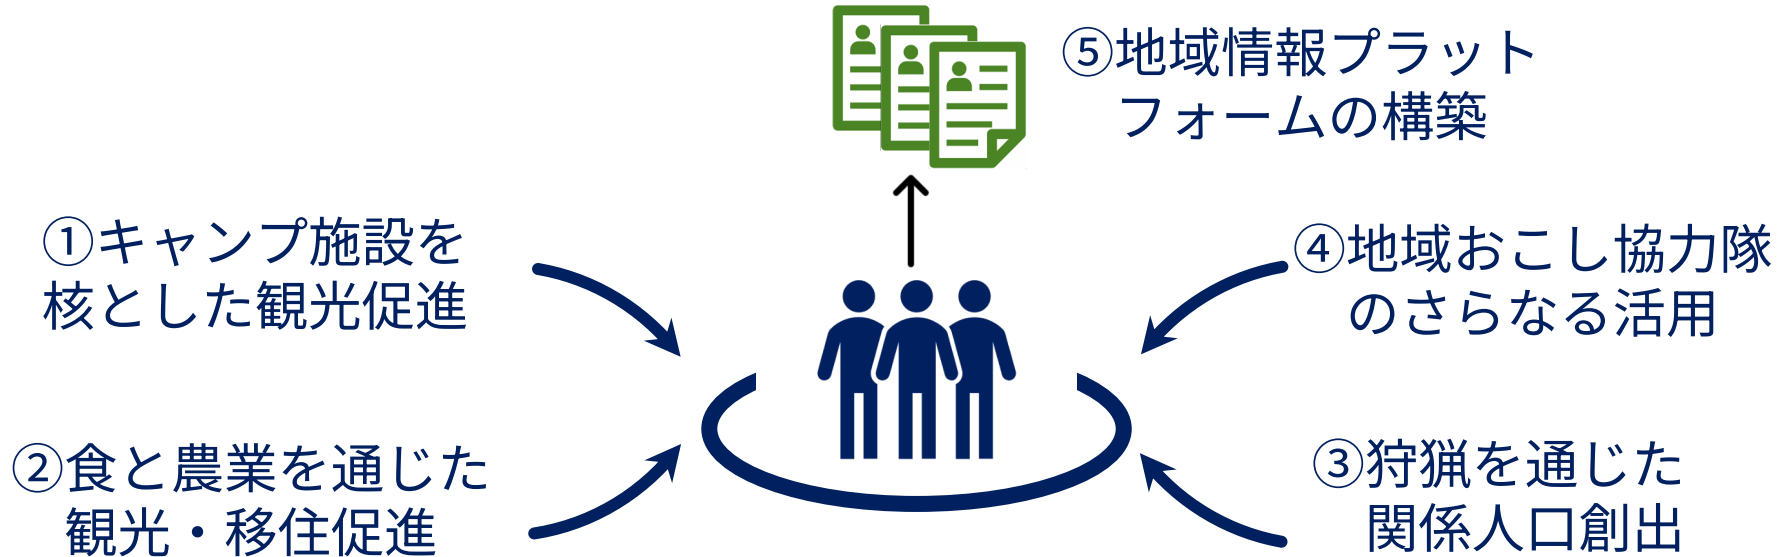 ①キャンプ施設を
核とした観光促進
②食と農業を通じた
観光・移住促進
③狩猟を通じた
関係人口創出
④地域おこし協力隊
のさらなる活用
⑤地域情報プラット
フォームの構築